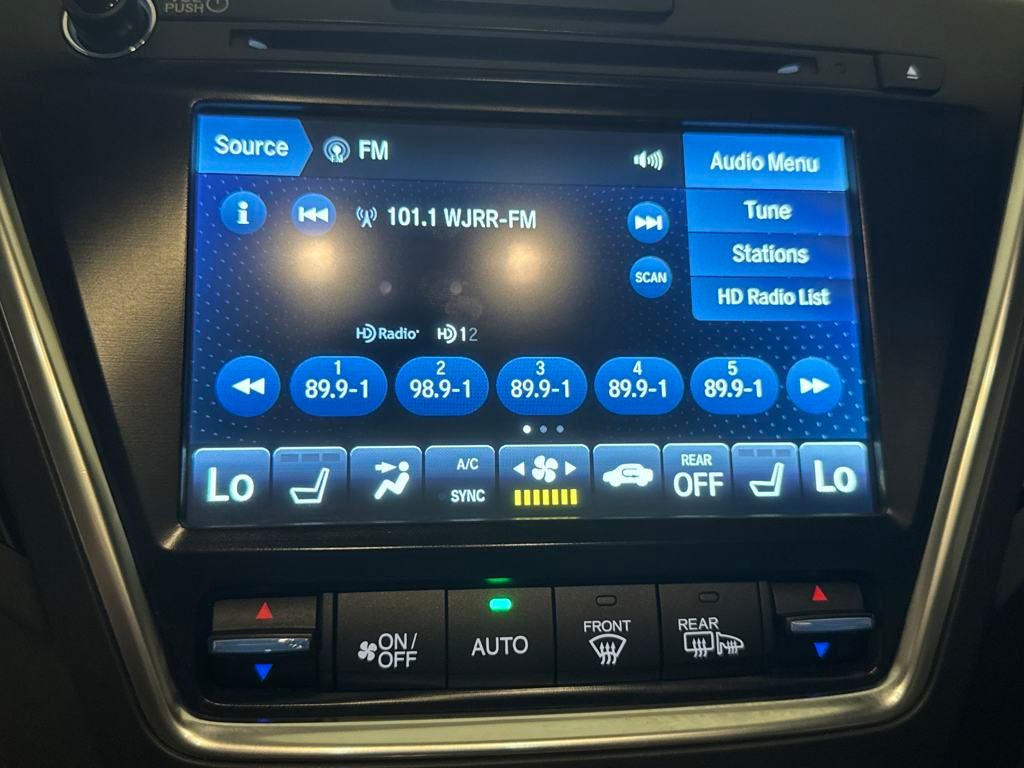 PUSH
Source
FM
FM
Audio Menu
101.1 WJRR-FM
Tune
Stations
SCAN
HD Radio List
HD Radio
HD 12
1
89.9-1
2
98.9-1
3
89.9-1
4
89.9-1
5
89.9-1
Lo
A/C
SYNC
REAR
OFF
Lo
ON/
OFF
AUTO
FRONT
REAR